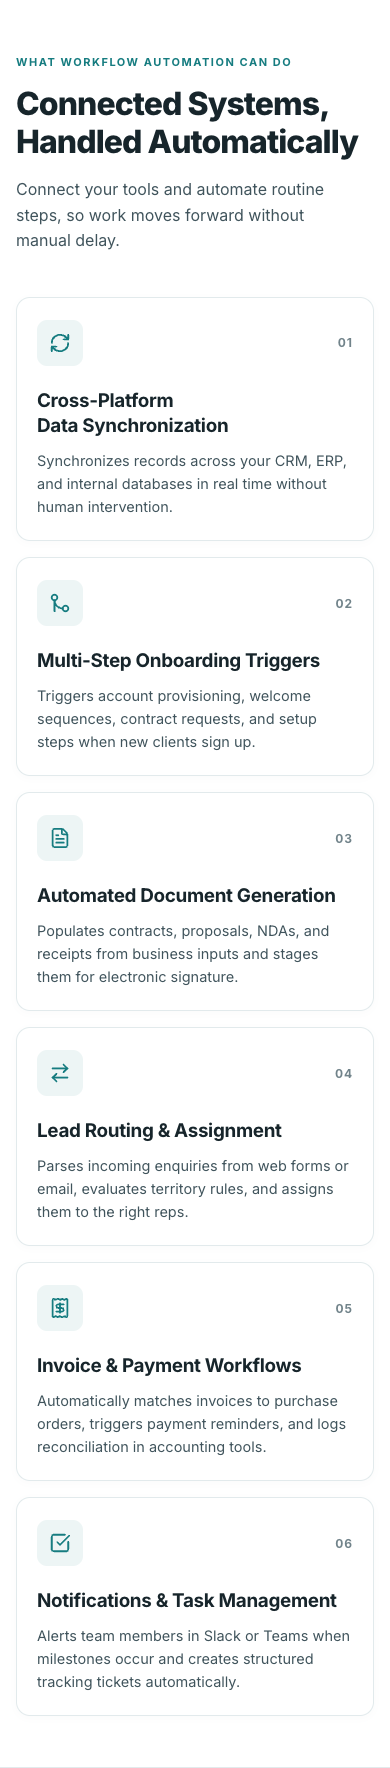 WHAT WORKFLOW AUTOMATION CAN DO
Connected Systems,
Handled Automatically
Connect your tools and automate routine
steps, so work moves forward without
manual delay.
01
Cross-Platform
Data Synchronization
Synchronizes records across your CRM, ERP,
and internal databases in real time without
human intervention.
02
Multi-Step Onboarding Triggers
Triggers account provisioning, welcome
sequences, contract requests, and setup
steps when new clients sign up.
03
Automated Document Generation
Populates contracts, proposals, NDAs, and
receipts from business inputs and stages
them for electronic signature.
04
Lead Routing & Assignment
Parses incoming enquiries from web forms or
email, evaluates territory rules, and assigns
them to the right reps.
05
Invoice & Payment Workflows
Automatically matches invoices to purchase
orders, triggers payment reminders, and logs
reconciliation in accounting tools.
06
Notifications & Task Management
Alerts team members in Slack or Teams when
milestones occur and creates structured
tracking tickets automatically.